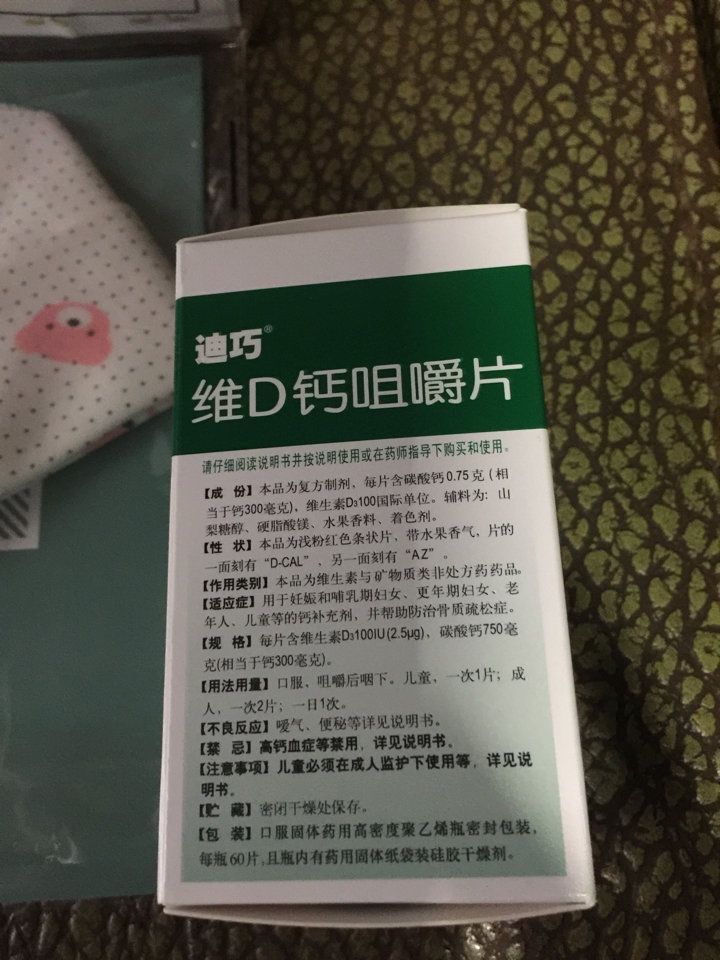 迪巧®
维D钙咀嚼片
请仔细阅读说明书并按说明使用或在药师指导下购买和使用。
【成 份】本品为复方制剂，每片含碳酸钙0.75克(相
当于钙300毫克)，维生素D₃100国际单位。辅料为：山
梨糖醇、硬脂酸镁、水果香料、着色剂。
【性 状】本品为浅粉红色条状片、带水果香气，片的
一面刻有“D-CAL”，另一面刻有“AZ”。
【作用类别】本品为维生素与矿物质类非处方药药品。
【适应症】用于妊娠和哺乳期妇女、更年期妇女、老
年人、儿童等的钙补充剂，并帮助防治骨质疏松症。
【规 格】每片含维生素D₃100IU(2.5μg)，碳酸钙750毫
克(相当于钙300毫克)。
【用法用量】口服、咀嚼后咽下。儿童，一次1片；成
人，一次2片；一日1次。
【不良反应】嗳气、便秘等详见说明书。
【禁 忌】高钙血症等禁用，详见说明书。
【注意事项】儿童必须在成人监护下使用等，详见说
明书。
【贮 藏】密闭干燥处保存。
【包 装】口服固体药用高密度聚乙烯瓶密封包装，
每瓶60片，且瓶内有药用固体纸袋装硅胶干燥剂。